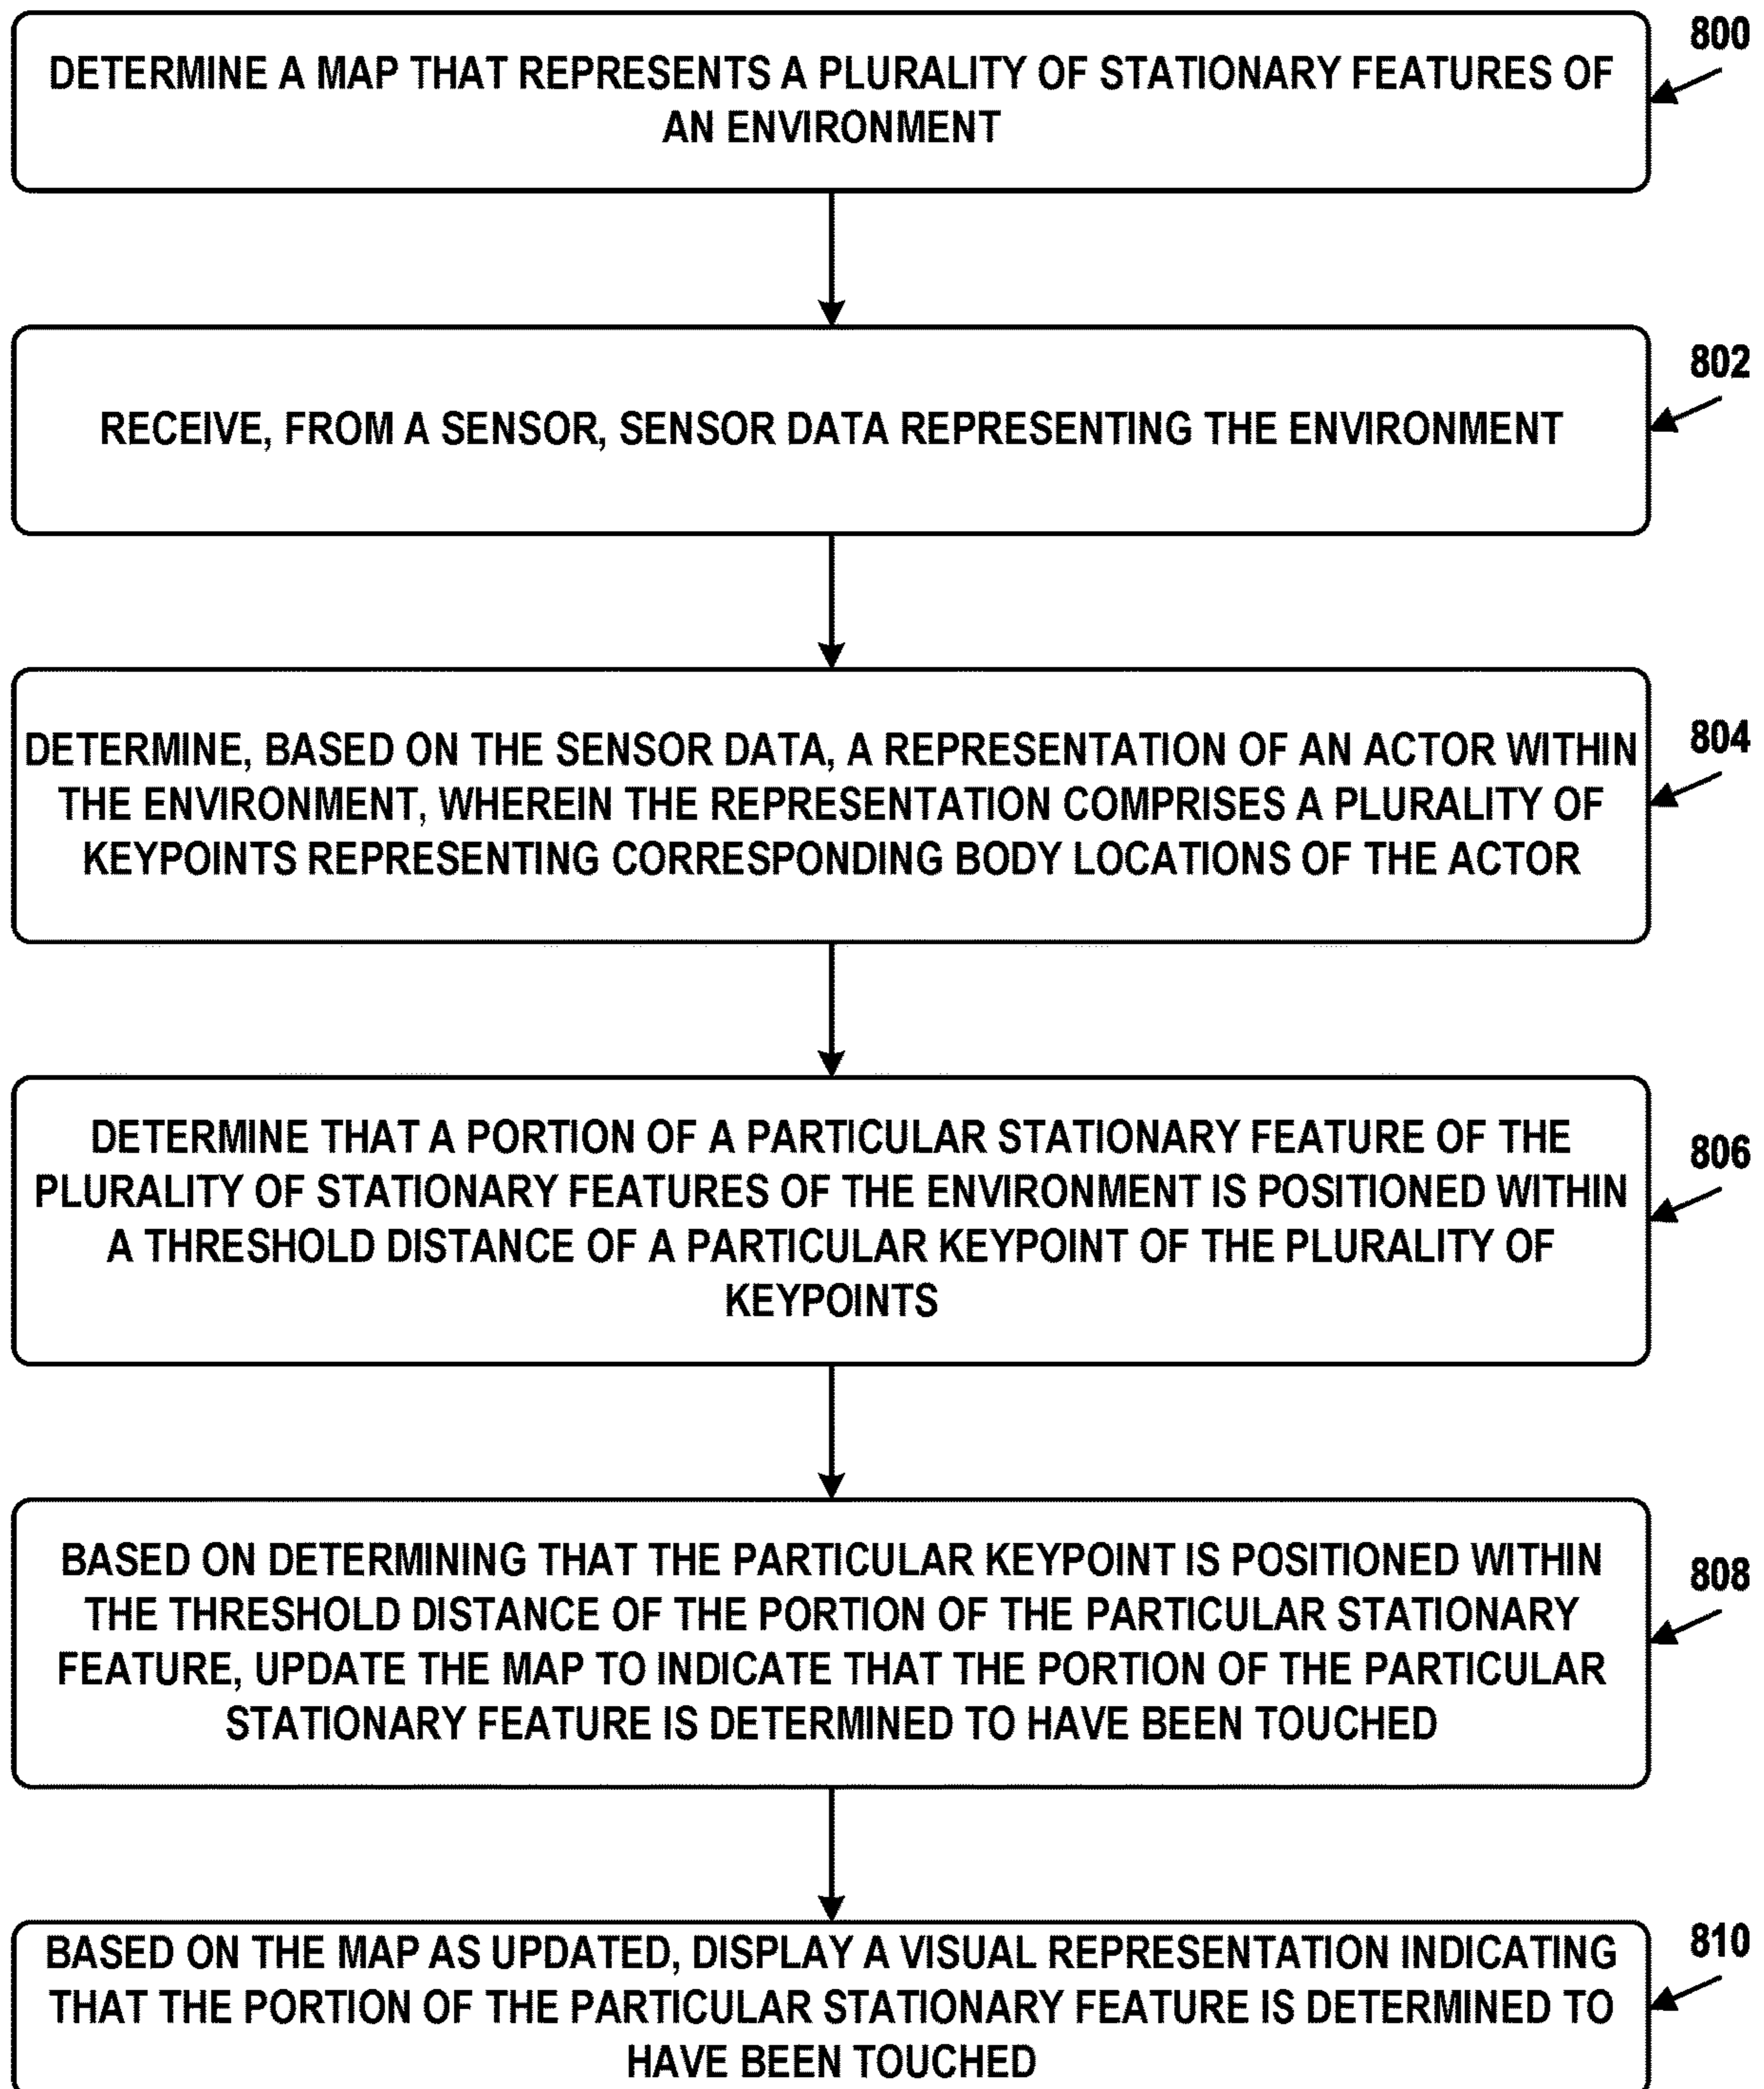 800
DETERMINE A MAP THAT REPRESENTS A PLURALITY OF STATIONARY FEATURES OF
AN ENVIRONMENT
802
RECEIVE, FROM A SENSOR, SENSOR DATA REPRESENTING THE ENVIRONMENT
804
DETERMINE, BASED ON THE SENSOR DATA, A REPRESENTATION OF AN ACTOR WITHIN
THE ENVIRONMENT, WHEREIN THE REPRESENTATION COMPRISES A PLURALITY OF
KEYPOINTS REPRESENTING CORRESPONDING BODY LOCATIONS OF THE ACTOR
806
DETERMINE THAT A PORTION OF A PARTICULAR STATIONARY FEATURE OF THE
PLURALITY OF STATIONARY FEATURES OF THE ENVIRONMENT IS POSITIONED WITHIN
A THRESHOLD DISTANCE OF A PARTICULAR KEYPOINT OF THE PLURALITY OF
KEYPOINTS
808
BASED ON DETERMINING THAT THE PARTICULAR KEYPOINT IS POSITIONED WITHIN
THE THRESHOLD DISTANCE OF THE PORTION OF THE PARTICULAR STATIONARY
FEATURE, UPDATE THE MAP TO INDICATE THAT THE PORTION OF THE PARTICULAR
STATIONARY FEATURE IS DETERMINED TO HAVE BEEN TOUCHED
810
BASED ON THE MAP AS UPDATED, DISPLAY A VISUAL REPRESENTATION INDICATING
THAT THE PORTION OF THE PARTICULAR STATIONARY FEATURE IS DETERMINED TO
HAVE BEEN TOUCHED